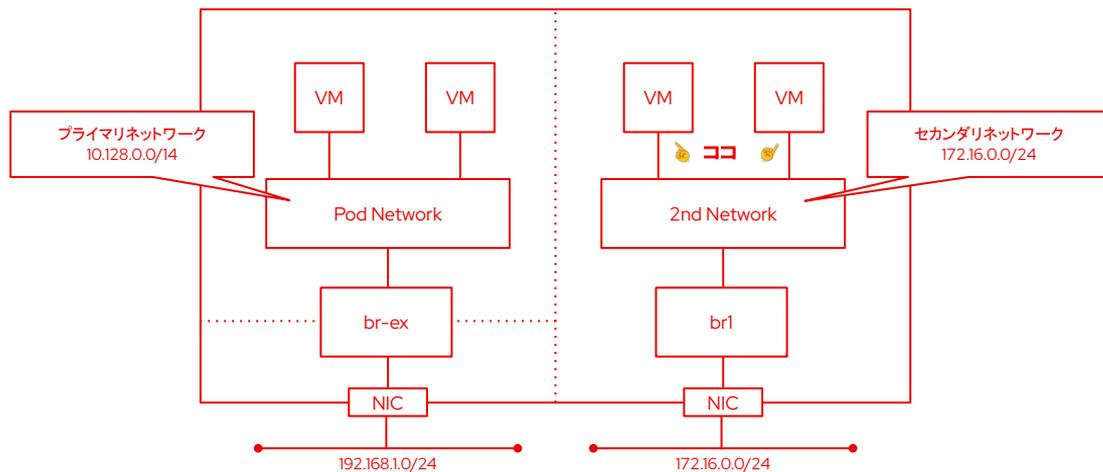 VM
VM
VM
VM
プライマリネットワーク
10.128.0.0/14
ココ
セカンダリネットワーク
172.16.0.0/24
Pod Network
2nd Network
br-ex
br1
NIC
NIC
192.168.1.0/24
172.16.0.0/24